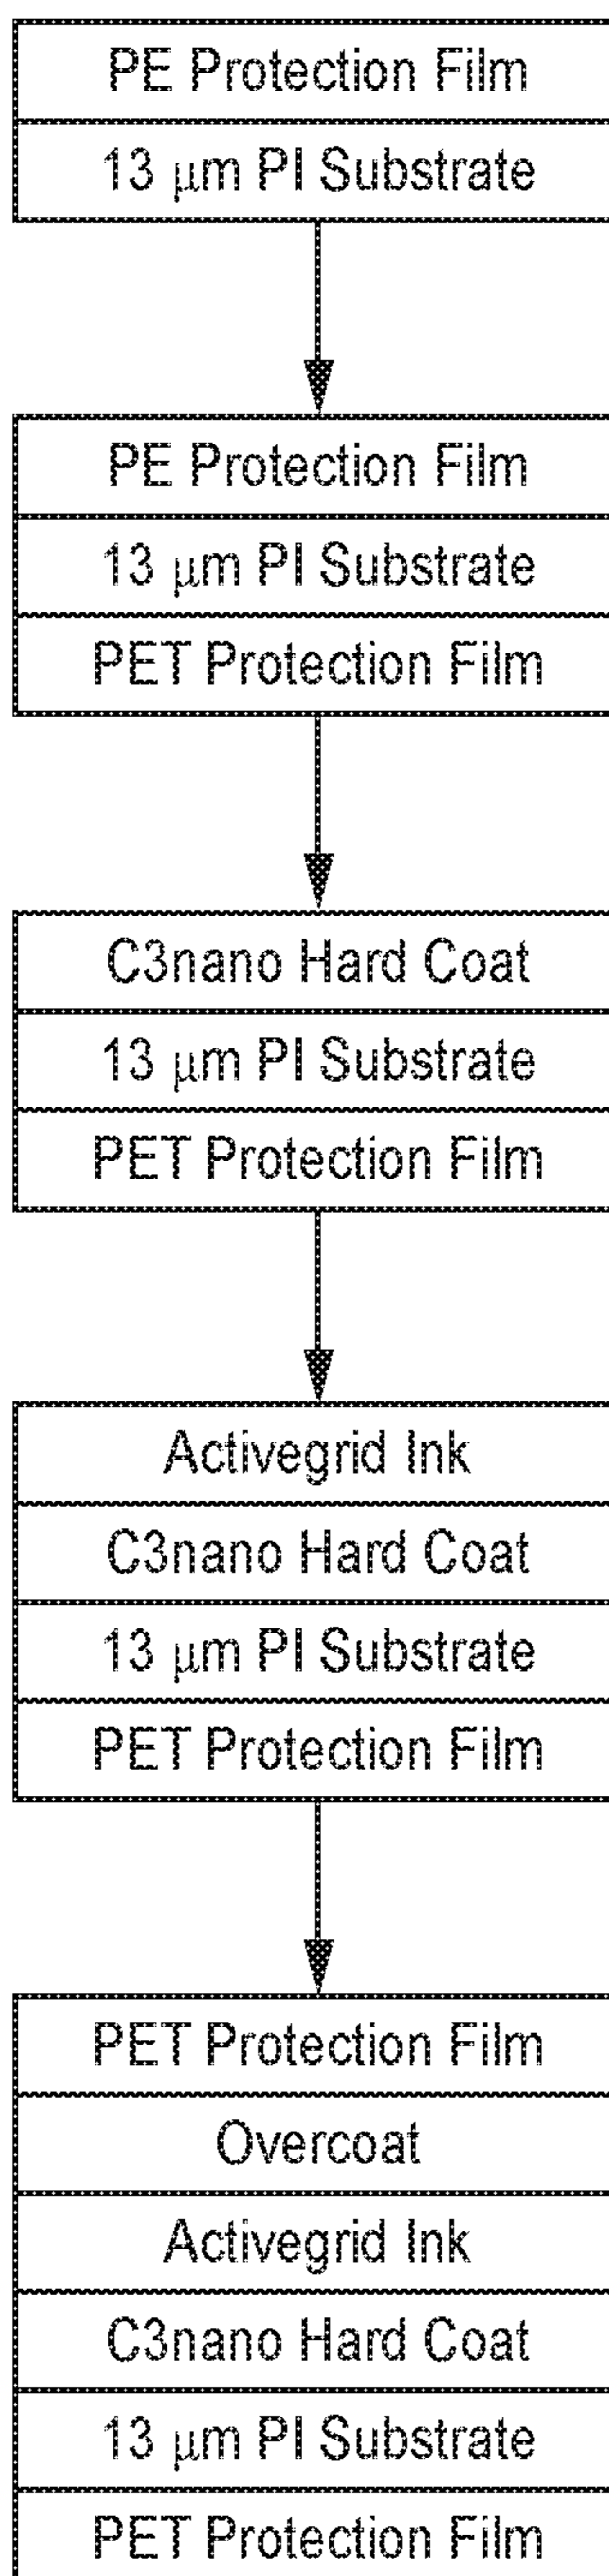 PE Protection Film
13 μm PI Substrate
PE Protection Film
13 μm PI Substrate
PET Protection Film
C3nano Hard Coat
13 μm PI Substrate
PET Protection Film
Activegrid Ink
C3nano Hard Coat
13 μm PI Substrate
PET Protection Film
PET Protection Film
Overcoat
Activegrid Ink
C3nano Hard Coat
13 μm PI Substrate
PET Protection Film